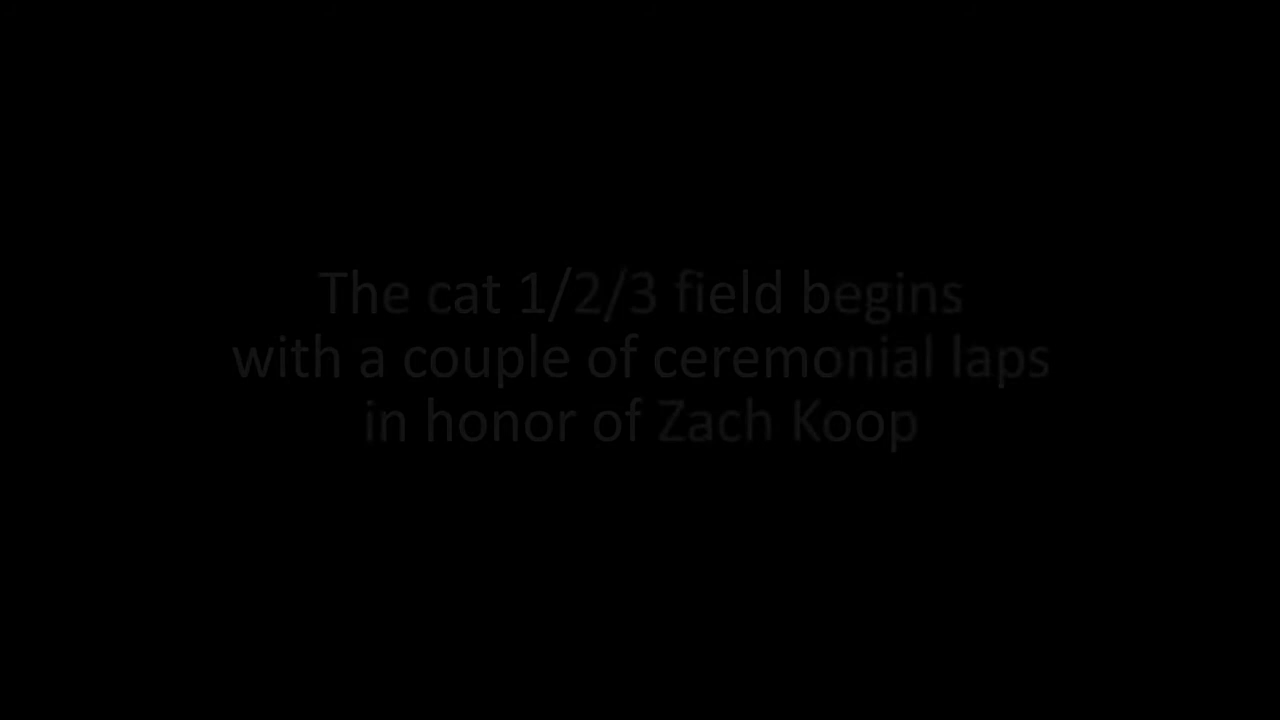 The cat 1/2/3 field begins
with a couple of ceremonial laps
in honor of Zach Koop